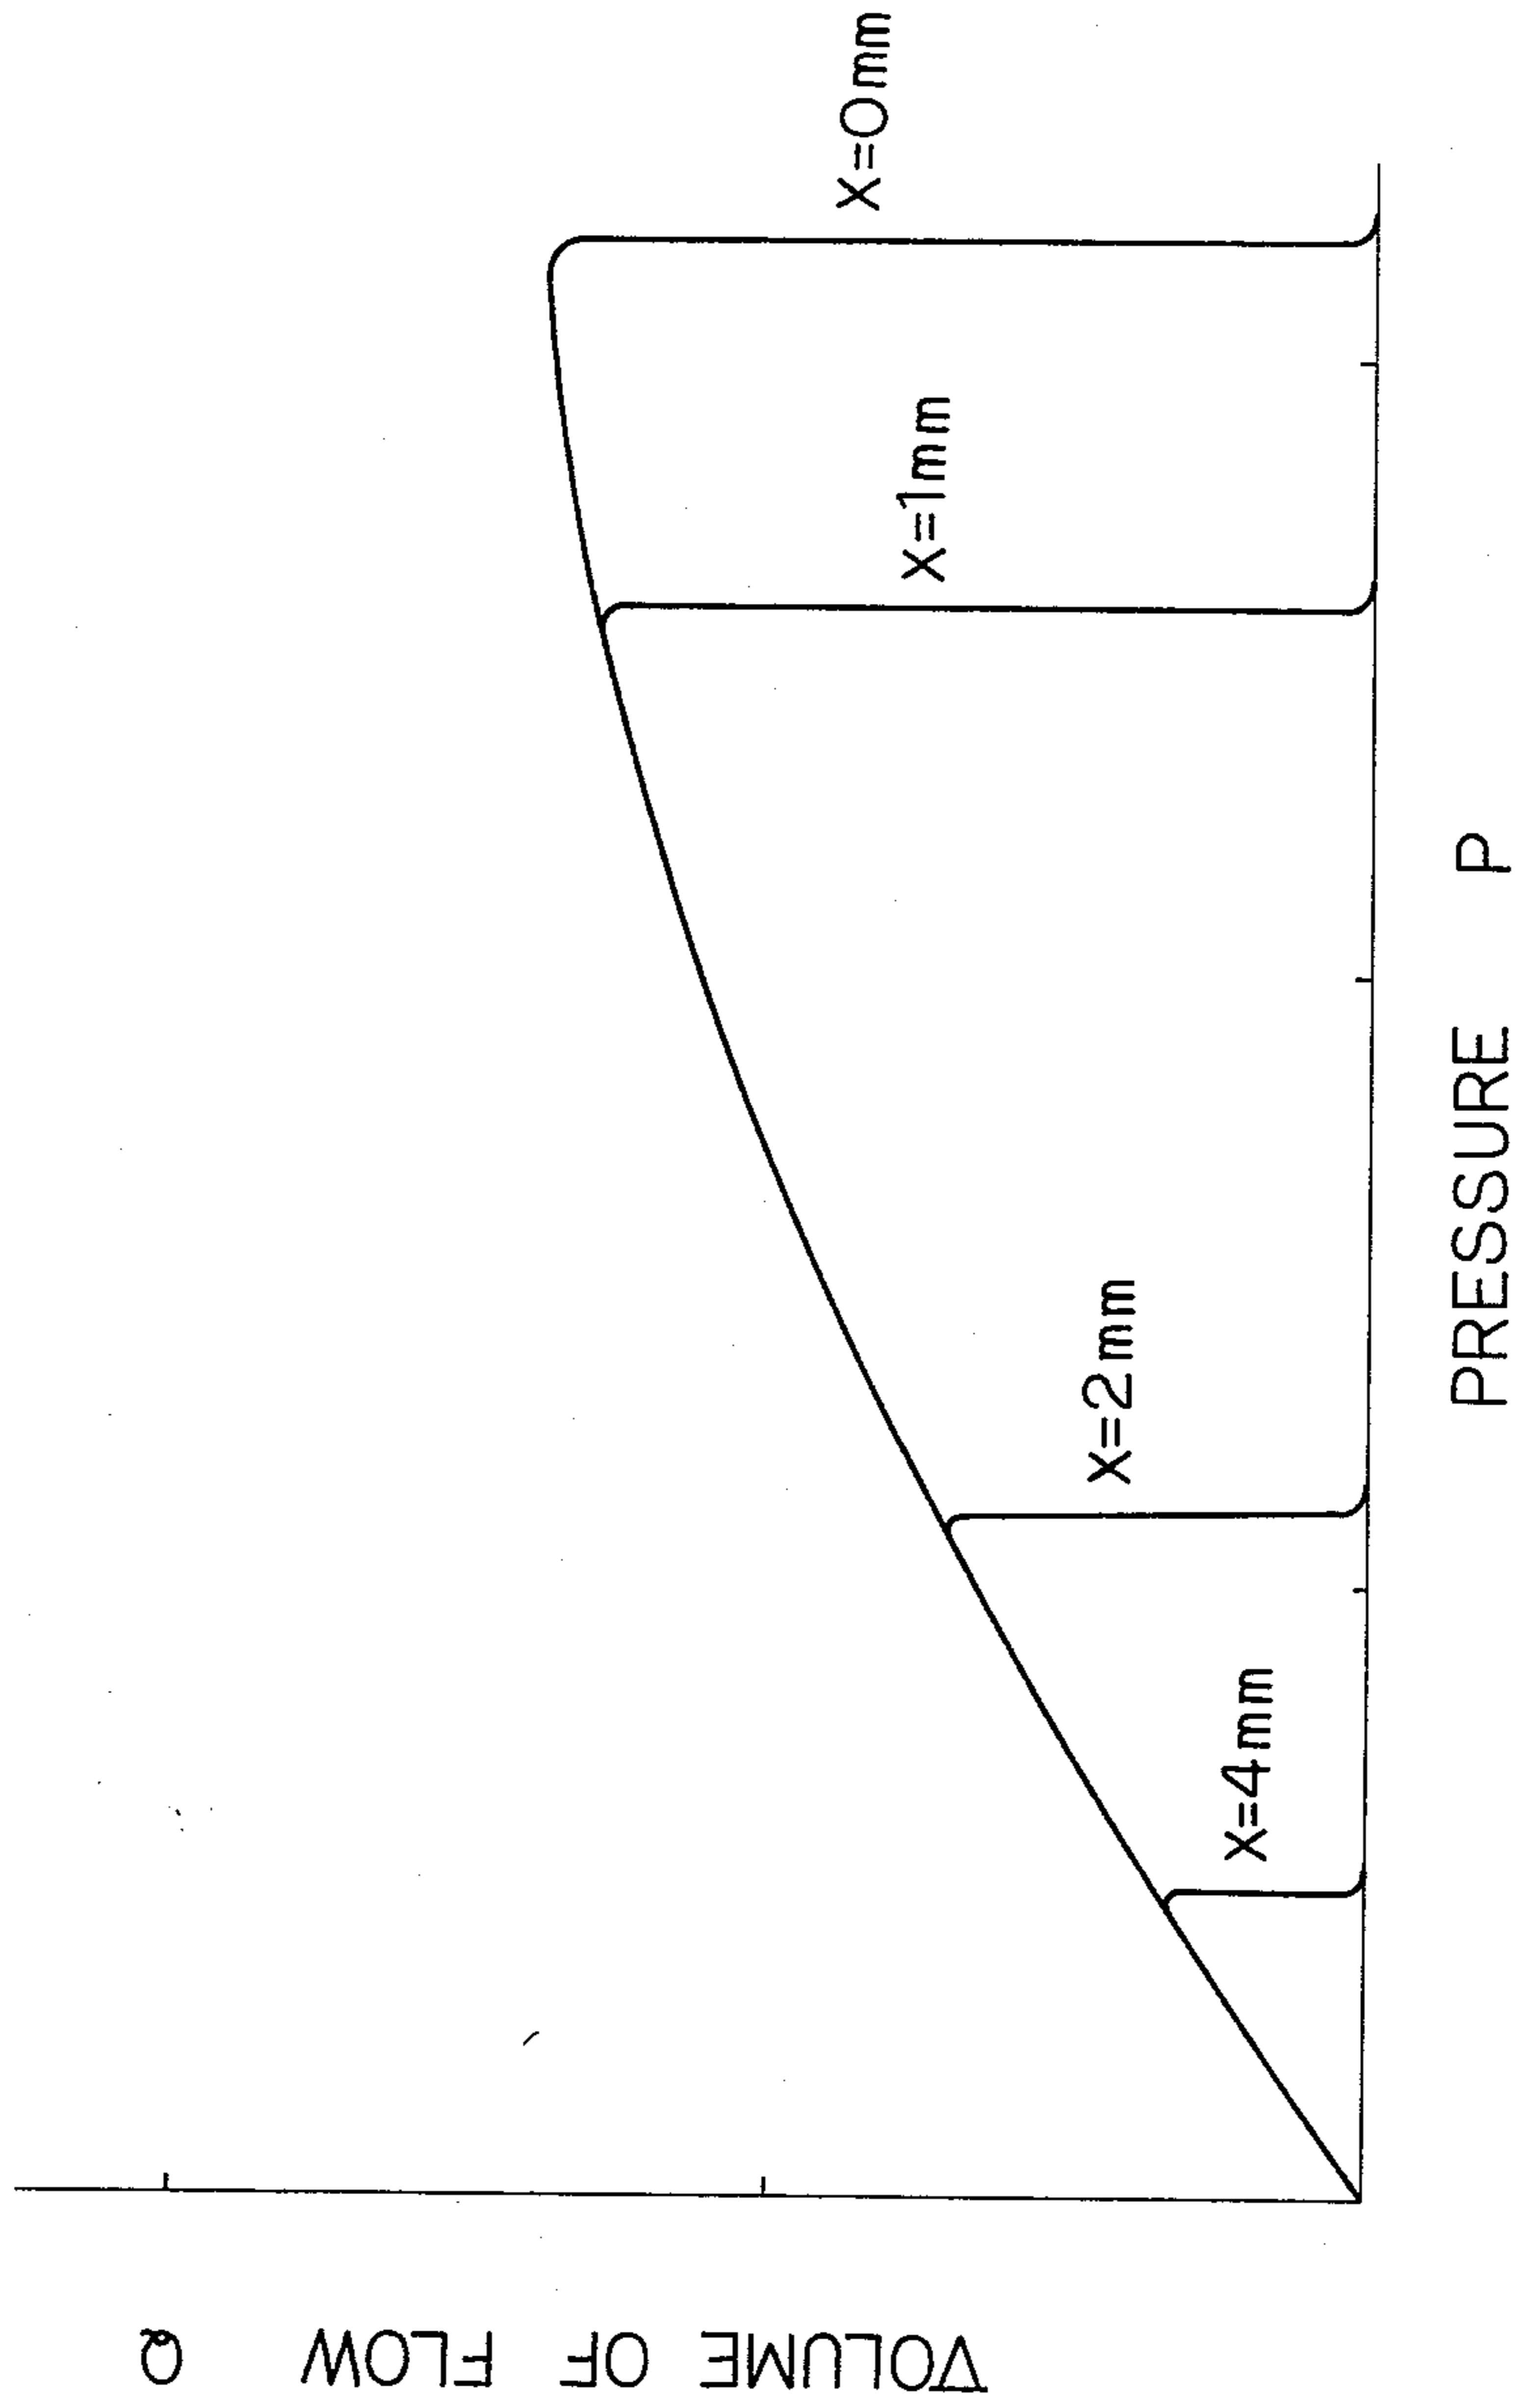 VOLUME OF FLOW Q
X=0mm
X=1mm
X=2mm
X=4mm
PRESSURE P